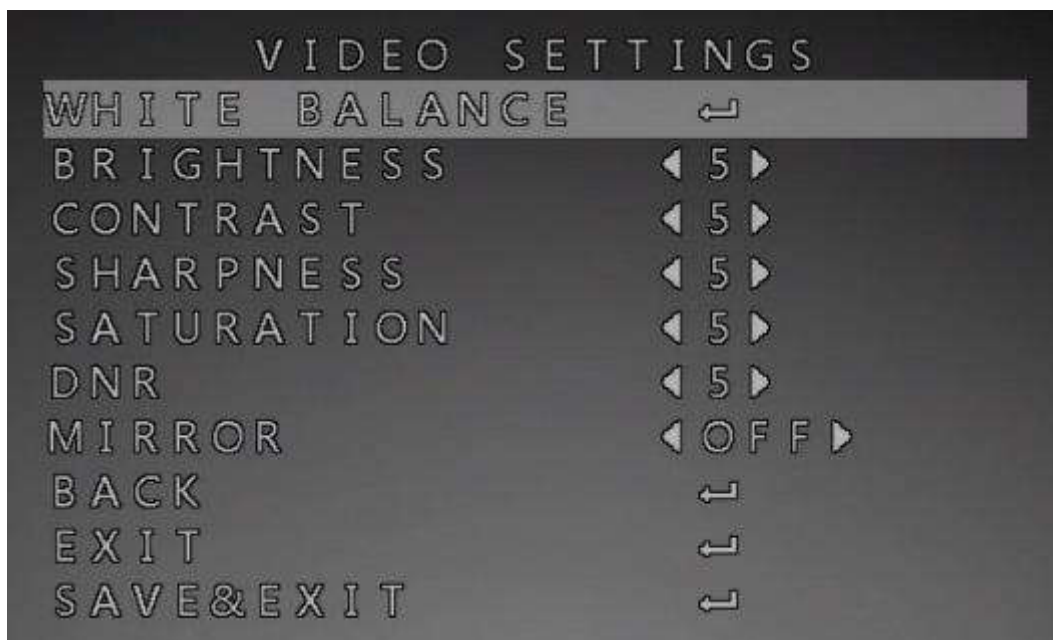 VIDEO SETTINGS
WHITE BALANCE ↵
BRIGHTNESS ◀ 5 ▶
CONTRAST ◀ 5 ▶
SHARPNESS ◀ 5 ▶
SATURATION ◀ 5 ▶
DNR ◀ 5 ▶
MIRROR ◀ OFF ▶
BACK ↵
EXIT ↵
SAVE&EXIT ↵